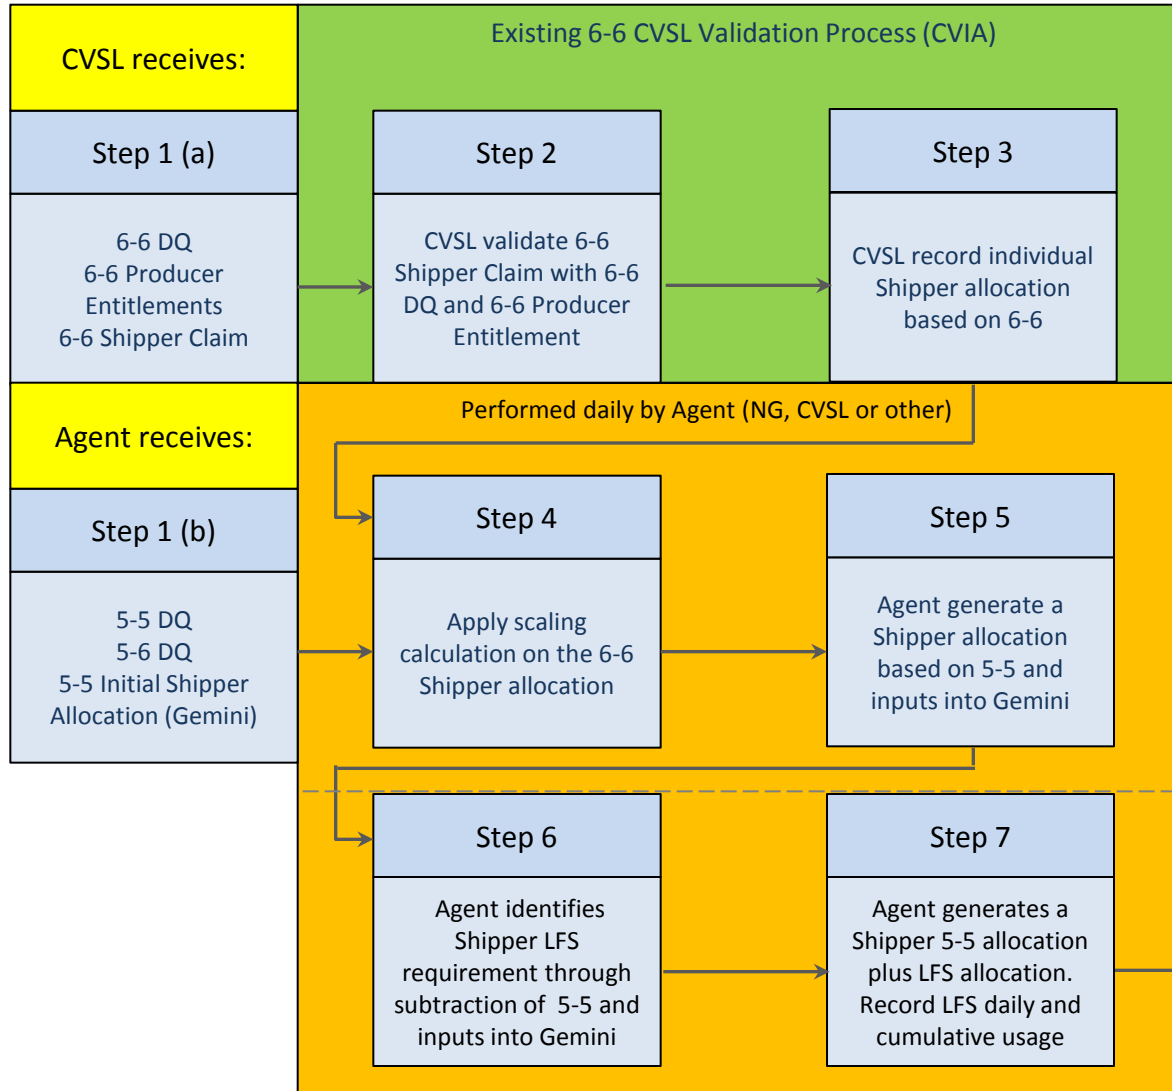 CVSL receives:
Existing 6-6 CVSL Validation Process (CVIA)
Step 1 (a)
6-6 DQ
6-6 Producer
Entitlements
6-6 Shipper Claim
Step 2
CVSL validate 6-6
Shipper Claim with 6-6
DQ and 6-6 Producer
Entitlement
Step 3
CVSL record individual
Shipper allocation
based on 6-6
Agent receives:
Performed daily by Agent (NG, CVSL or other)
Step 1 (b)
5-5 DQ
5-6 DQ
5-5 Initial Shipper
Allocation (Gemini)
Step 4
Apply scaling
calculation on the 6-6
Shipper allocation
Step 5
Agent generate a
Shipper allocation
based on 5-5 and
inputs into Gemini
Step 6
Agent identifies
Shipper LFS
requirement through
subtraction of 5-5 and
inputs into Gemini
Step 7
Agent generates a
Shipper 5-5 allocation
plus LFS allocation.
Record LFS daily and
cumulative usage